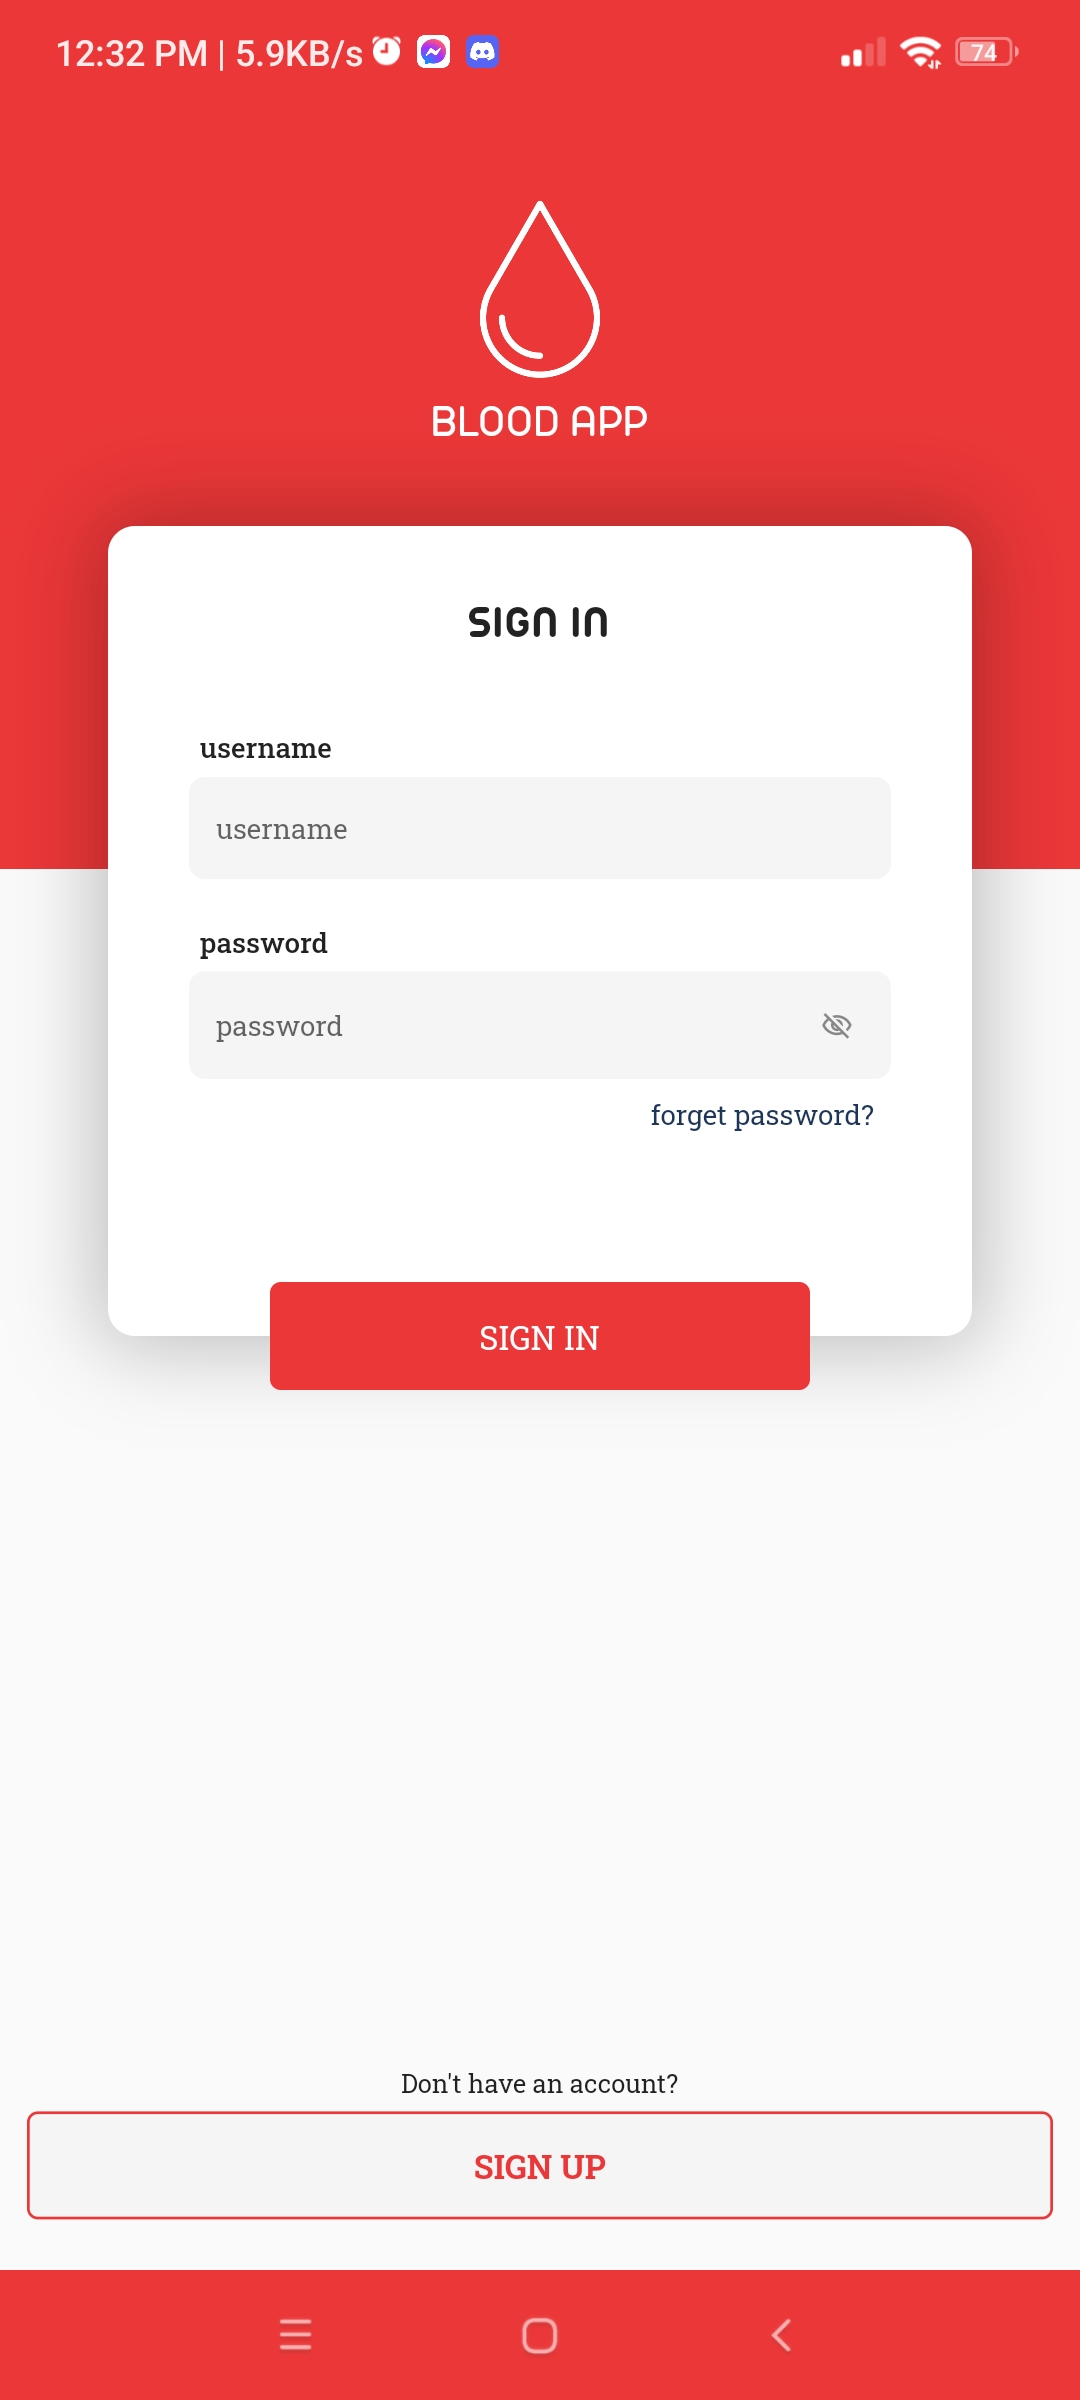 12:32 PM | 5.9KB/s 74
BLOOD APP
SIGN IN
username
username
password
password
forget password?
SIGN IN
Don't have an account?
SIGN UP